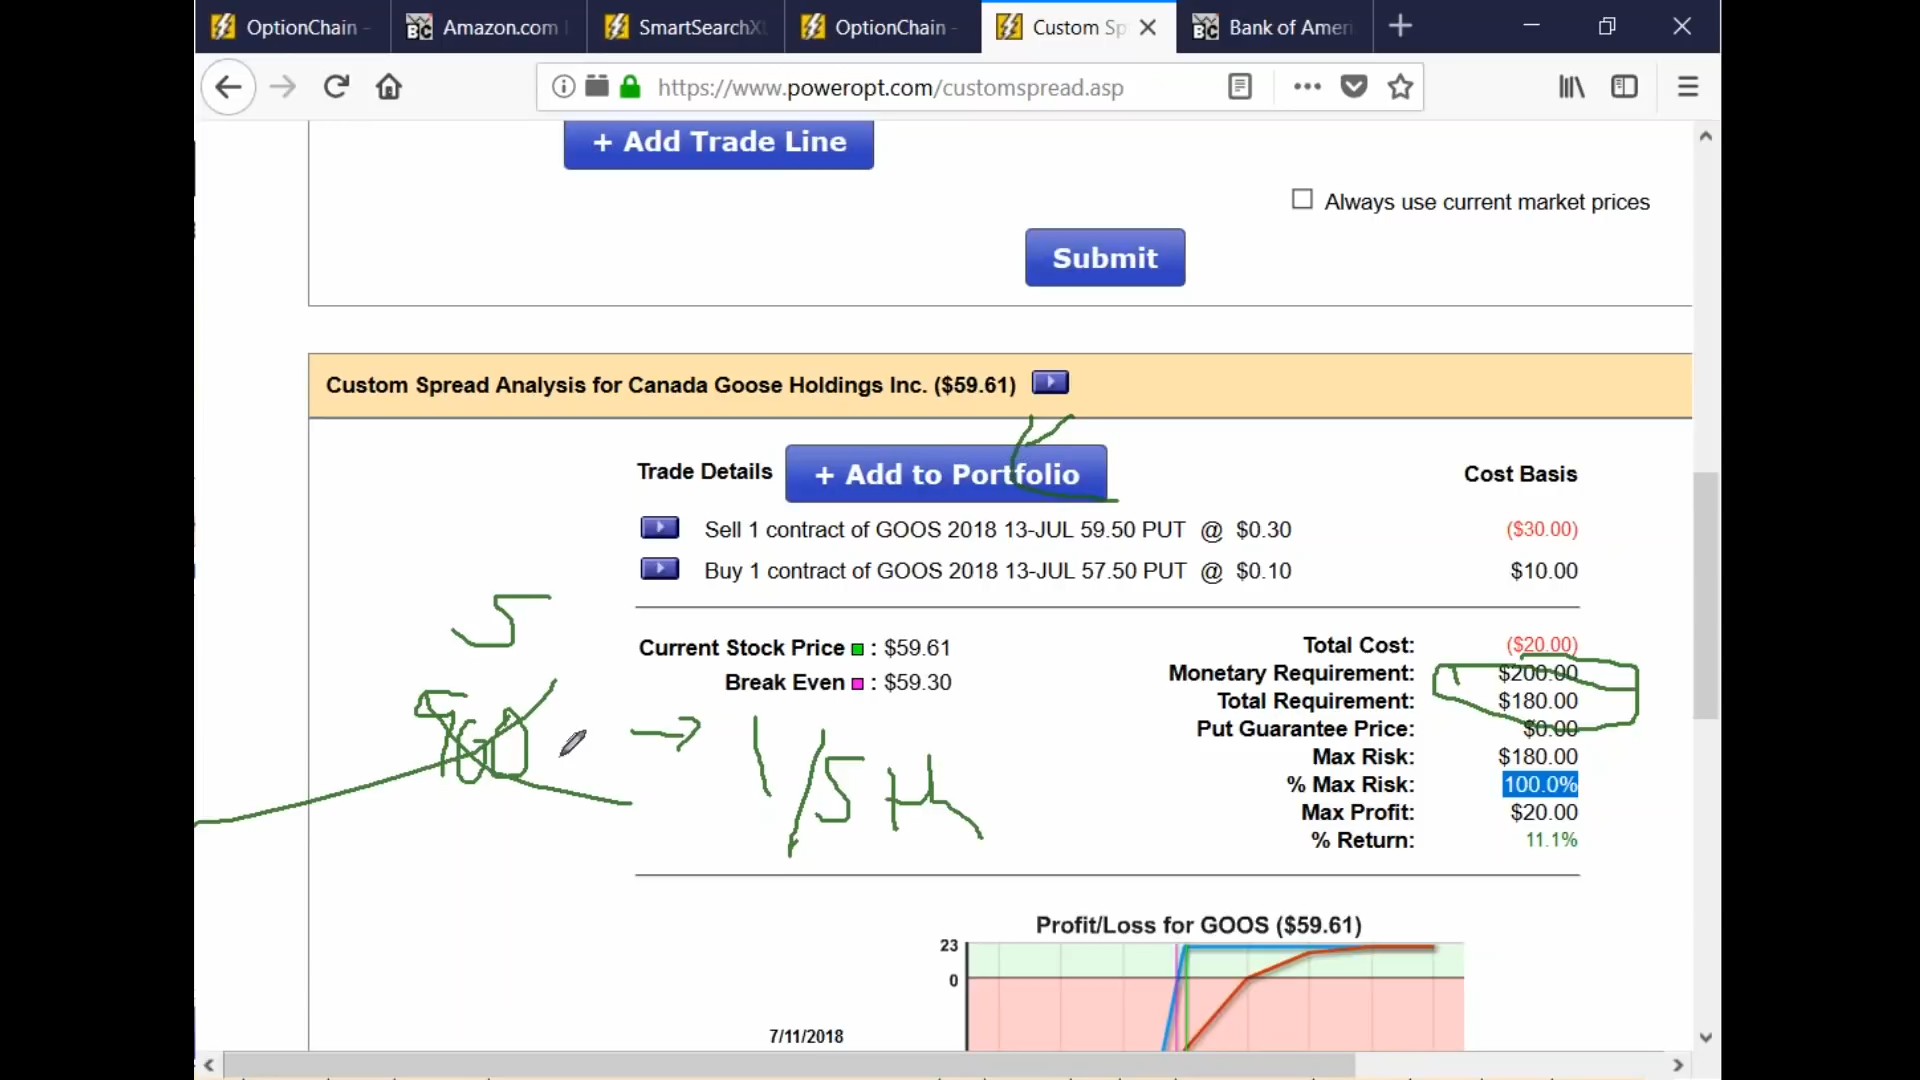 OptionChain -
Amazon.com
SmartSearchXL
OptionChain -
Custom Sp
Bank of Ameri
https://www.poweropt.com/customspread.asp
+ Add Trade Line
Always use current market prices
Submit
Custom Spread Analysis for Canada Goose Holdings Inc. ($59.61)
Trade Details + Add to Portfolio Cost Basis
Sell 1 contract of GOOS 2018 13-JUL 59.50 PUT @ $0.30 ($30.00)
Buy 1 contract of GOOS 2018 13-JUL 57.50 PUT @ $0.10 $10.00
5
Current Stock Price : $59.61
Break Even : $59.30
Total Cost: ($20.00)
Monetary Requirement: $200.00
Total Requirement: $180.00
Put Guarantee Price: $0.00
Max Risk: $180.00
% Max Risk: 100.0%
Max Profit: $20.00
% Return: 11.1%
Profit/Loss for GOOS ($59.61)
23
0
7/11/2018